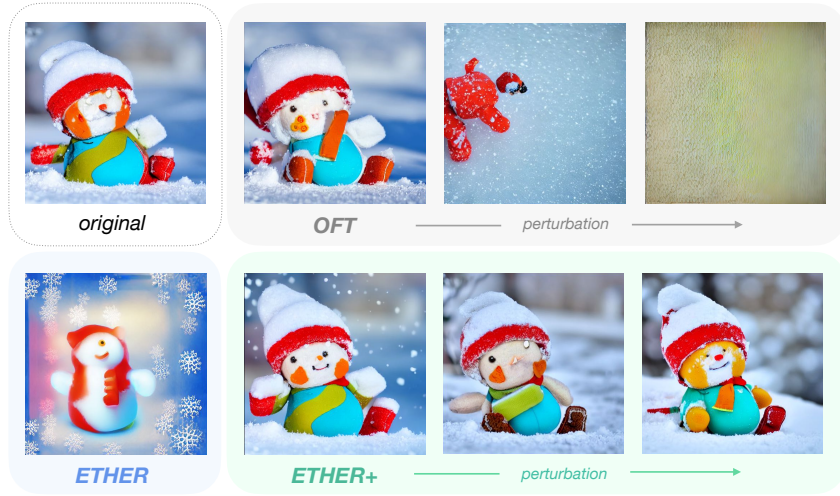 original
OFT
perturbation
ETHER
ETHER+
perturbation